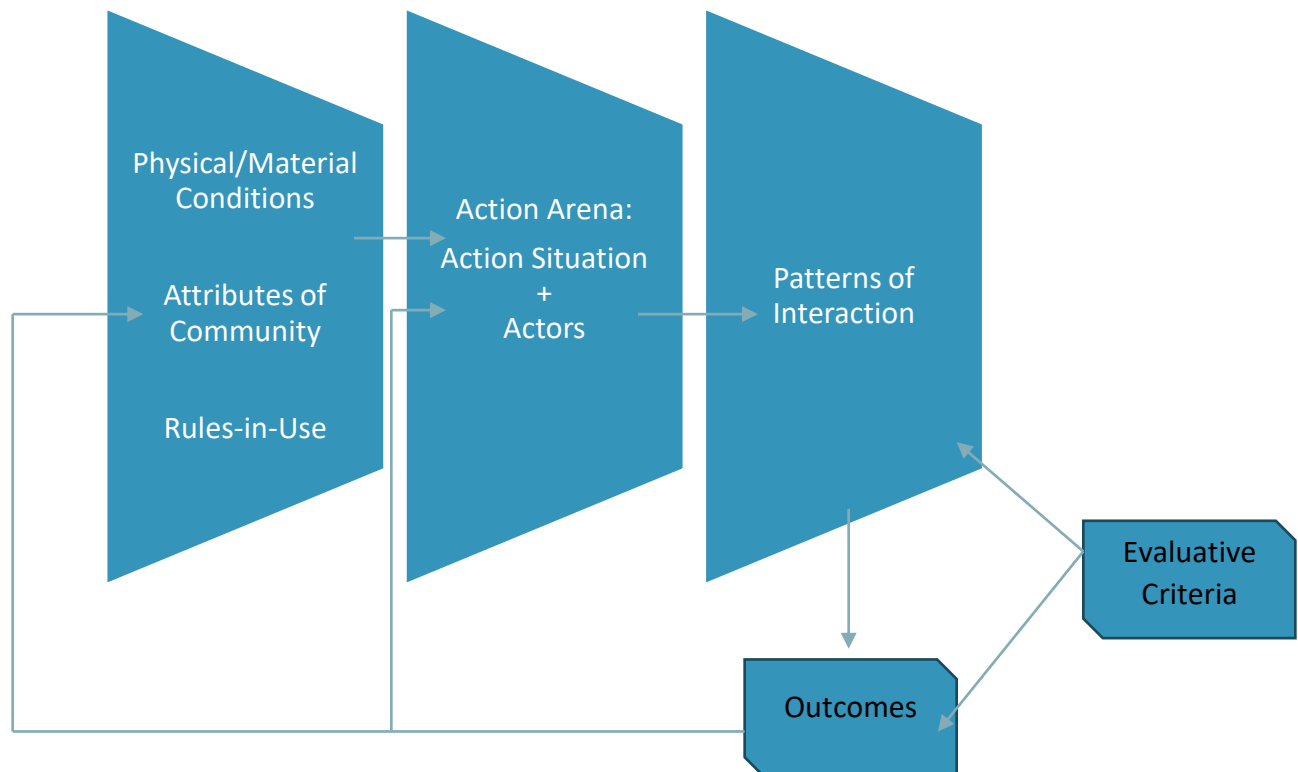 Physical/Material
Conditions
Attributes of
Community
Rules-in-Use
Action Arena:
Action Situation
+
Actors
Patterns of
Interaction
Evaluative
Criteria
Outcomes